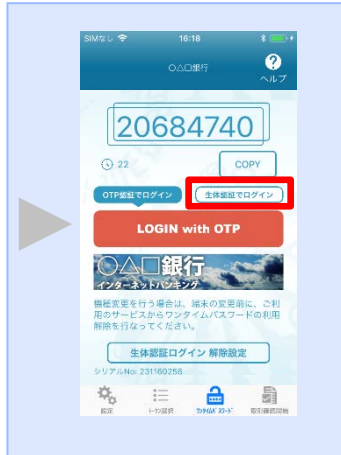 SIMなし 16:18
○△□銀行
?
ヘルプ
20684740
22 COPY
OTP認証でログイン 生体認証でログイン
LOGIN with OTP
○△□銀行
インターネットバンキング
機種変更を行う場合は、端末の変更前に、ご利
用のサービスからワンタイムパスワードの利用
解除を行なってください。
生体認証ログイン 解除設定
シリアルNo: 231160256
設定 トークン選択 ワンタイムパスワード 取引確認開始